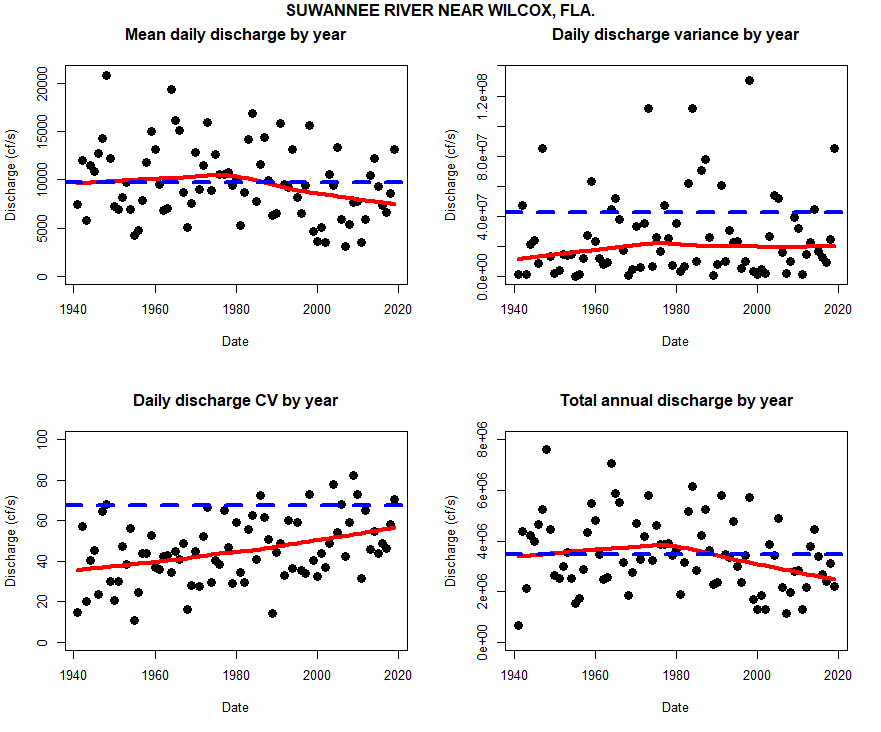 SUWANNEE RIVER NEAR WILCOX, FLA.
Mean daily discharge by year
Daily discharge variance by year
Discharge (cf/s)
20000
15000
10000
5000
0
1940 1960 1980 2000 2020
Date
Discharge (cf/s)
1.2e+08
8.0e+07
4.0e+07
0.0e+00
1940 1960 1980 2000 2020
Date
Daily discharge CV by year
Total annual discharge by year
Discharge (cf/s)
100
80
60
40
20
0
1940 1960 1980 2000 2020
Date
Discharge (cf/s)
8e+06
6e+06
4e+06
2e+06
0e+00
1940 1960 1980 2000 2020
Date